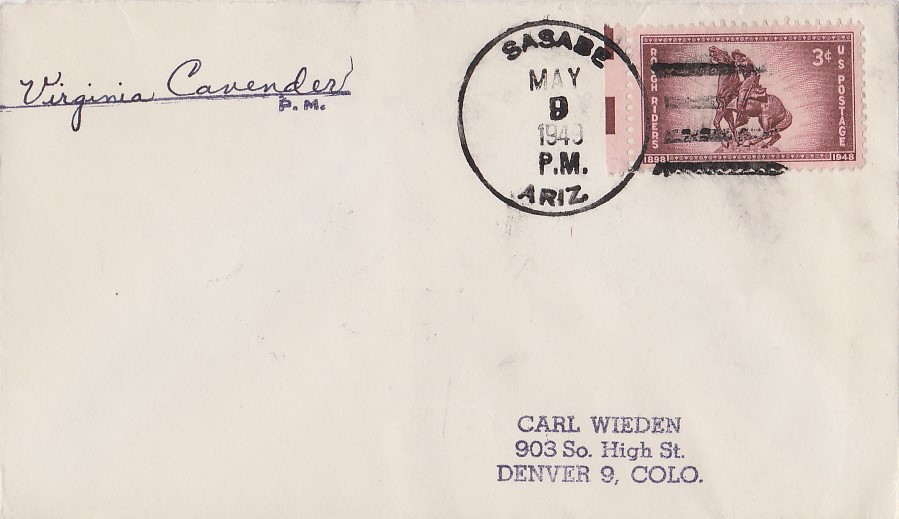 Virginia Cavender
P.M.
SASABE
MAY
9
1949
P.M.
ARIZ.
ROUGH RIDERS
3¢
U S POSTAGE
1898
1948
CARL WIEDEN
903 So. High St.
DENVER 9, COLO.